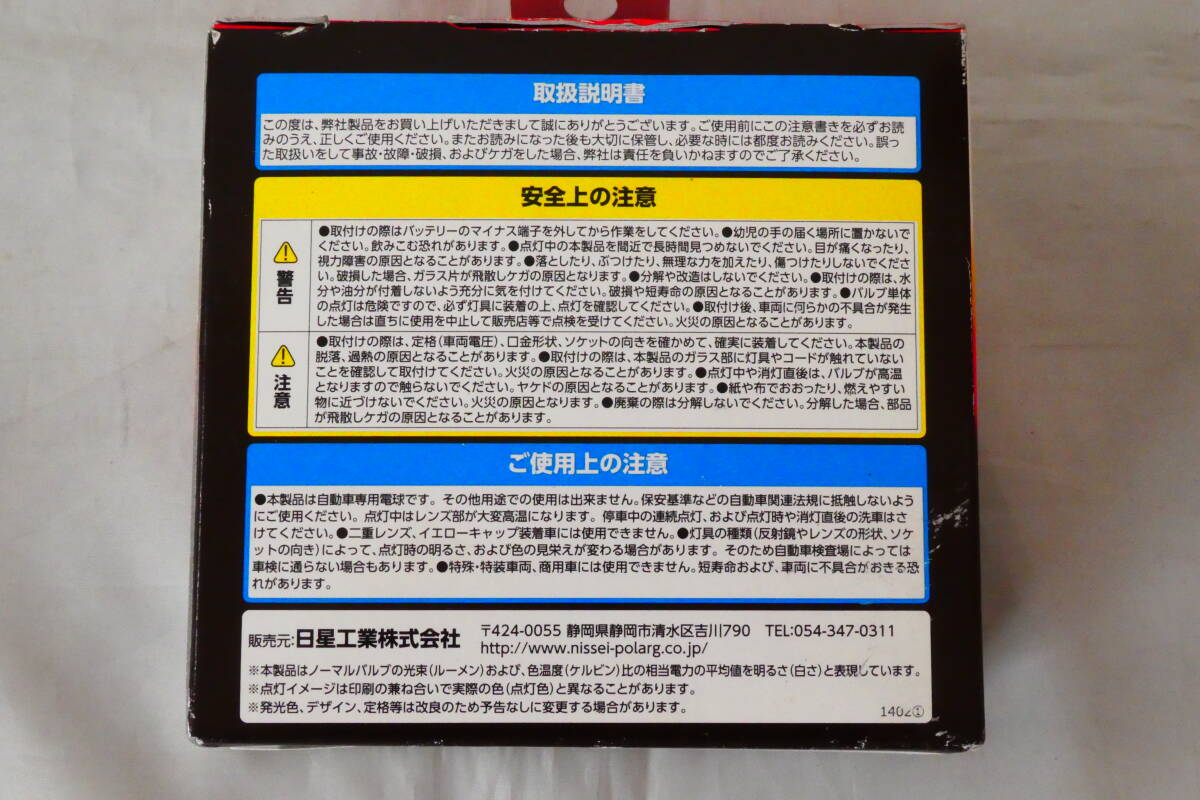 取扱説明書
この度は、弊社製品をお買い上げいただきまして誠にありがとうございます。ご使用前にこの注意書きを必ずお読
みのうえ、正しくご使用ください。またお読みになった後も大切に保管し、必要な時には都度お読みください。誤っ
た取扱いをして事故・故障・破損、およびケガをした場合、弊社は責任を負いかねますのでご了承ください。
安全上の注意
警告
●取付けの際はバッテリーのマイナス端子を外してから作業をしてください。●幼児の手の届く場所に置かないで
ください。飲みこむ恐れがあります。●点灯中の本製品を間近で長時間見つめないでください。目が痛くなったり、
視力障害の原因となることがあります。●落としたり、ぶつけたり、無理な力を加えたり、傷つけたりしないでくださ
い。破損した場合、ガラス片が飛散しケガの原因となります。●分解や改造はしないでください。●取付けの際は、水
分や油分が付着しないよう充分に気を付けてください。破損や短寿命の原因となることがあります。●バルブ単体
の点灯は危険ですので、必ず灯具に装着の上、点灯を確認してください。●取付け後、車両に何らかの不具合が発生
した場合は直ちに使用を中止して販売店等で点検を受けてください。火災の原因となることがあります。
注意
●取付けの際は、定格(車両電圧)、口金形状、ソケットの向きを確かめて、確実に装着してください。本製品の
脱落、過熱の原因となることがあります。●取付けの際は、本製品のガラス部に灯具やコードが触れていない
ことを確認して取付けてください。火災の原因となることがあります。●点灯中や消灯直後は、バルブが高温
となりますので触らないでください。ヤケドの原因となることがあります。●紙や布でおおったり、燃えやすい
物に近づけないでください。火災の原因となることがあります。●廃棄の際は分解しないでください。分解した場合、部品
が飛散しケガの原因となることがあります。
ご使用上の注意
●本製品は自動車専用電球です。その他用途での使用は出来ません。保安基準などの自動車関連法規に抵触しないよう
にご使用ください。点灯中はレンズ部が大変高温になります。停車中の連続点灯、および点灯時や消灯直後の洗車はさ
けてください。●二重レンズ、イエローキャップ装着車には使用できません。●灯具の種類(反射鏡やレンズの形状、ソケ
ットの向き)によって、点灯時の明るさ、および色の見栄えが変わる場合があります。そのため自動車検査場によっては
車検に通らない場合もあります。●特殊・特装車両、商用車には使用できません。短寿命および、車両に不具合がおきる恐
れがあります。
販売元:日星工業株式会社 〒424-0055 静岡県静岡市清水区吉川790 TEL:054-347-0311
http://www.nissei-polarg.co.jp/
※本製品はノーマルバルブの光束(ルーメン)および、色温度(ケルビン)比の相当電力の平均値を明るさ(白さ)と表現しています。
※点灯イメージは印刷の兼ね合いで実際の色(点灯色)と異なることがあります。
※発光色、デザイン、定格等は改良のため予告なしに変更する場合があります。
1402①